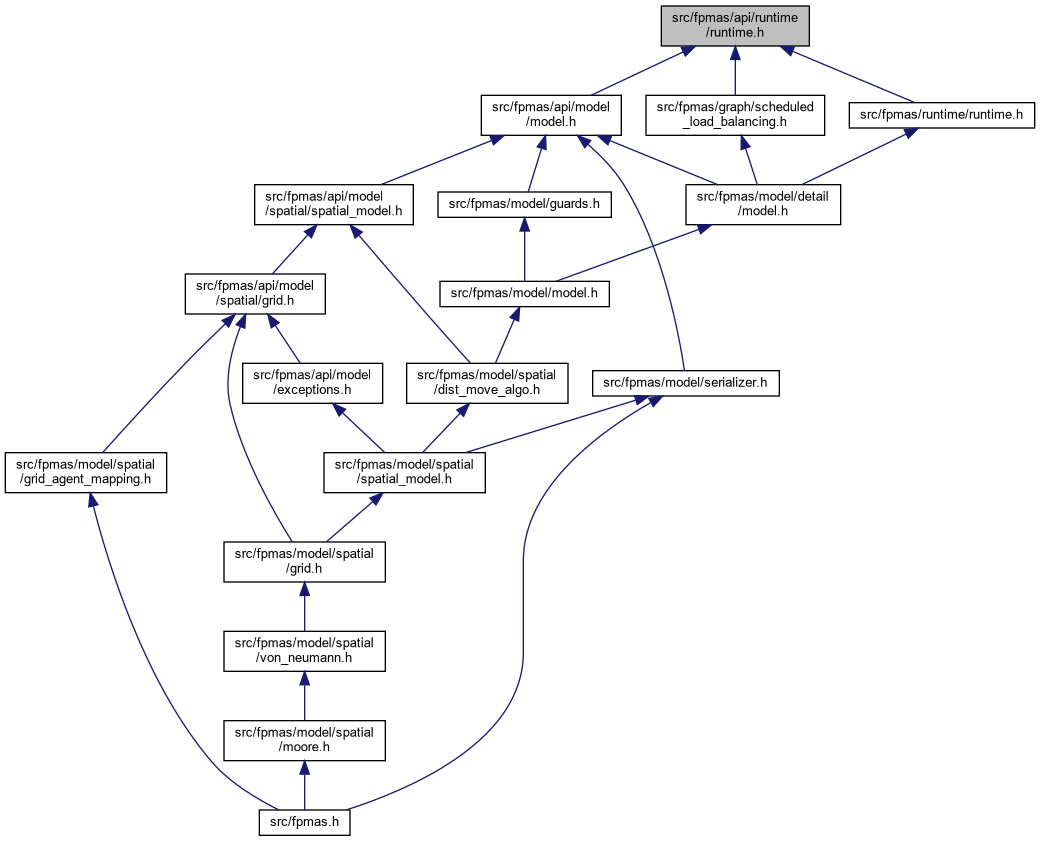 src/fpmas/api/runtime
/runtime.h
src/fpmas/api/model
/model.h
src/fpmas/graph/scheduled
_load_balancing.h
src/fpmas/runtime/runtime.h
src/fpmas/api/model
/spatial/spatial_model.h
src/fpmas/model/guards.h
src/fpmas/model/detail
/model.h
src/fpmas/api/model
/spatial/grid.h
src/fpmas/model/model.h
src/fpmas/api/model
/exceptions.h
src/fpmas/model/spatial
/dist_move_algo.h
src/fpmas/model/serializer.h
src/fpmas/model/spatial
/grid_agent_mapping.h
src/fpmas/model/spatial
/spatial_model.h
src/fpmas/model/spatial
/grid.h
src/fpmas/model/spatial
/von_neumann.h
src/fpmas/model/spatial
/moore.h
src/fpmas.h